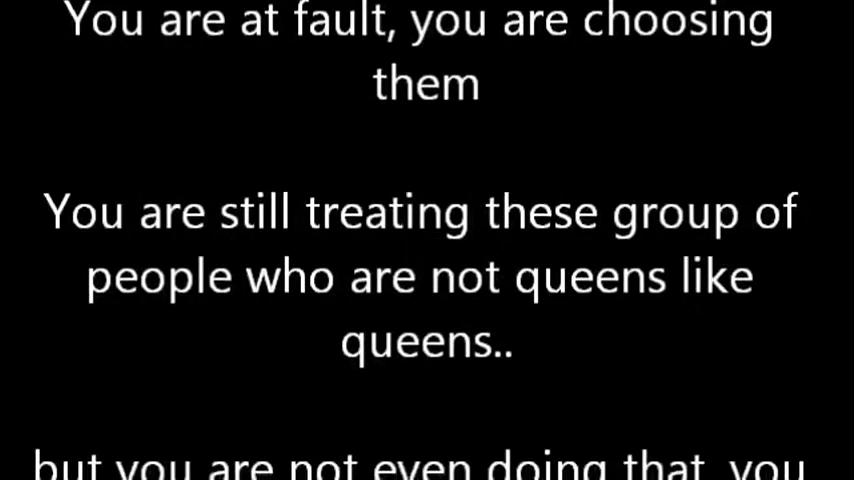 You are at fault, you are choosing
them
You are still treating these group of
people who are not queens like
queens..
but you are not even doing that, you